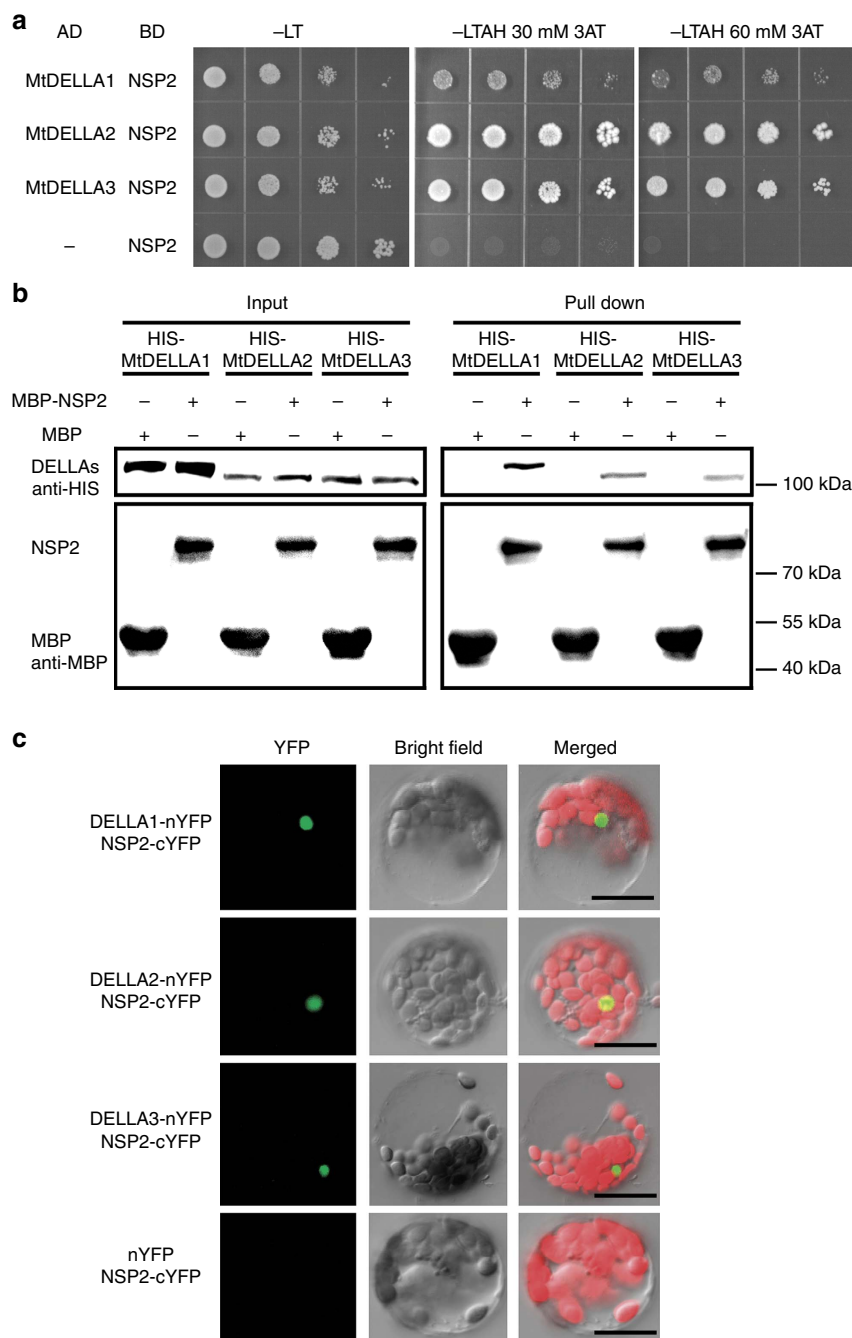 a
AD BD –LT –LTAH 30 mM 3AT –LTAH 60 mM 3AT
MtDELLA1 NSP2
MtDELLA2 NSP2
MtDELLA3 NSP2
– NSP2
b
Input Pull down
HIS- HIS- HIS- HIS- HIS- HIS-
MtDELLA1 MtDELLA2 MtDELLA3 MtDELLA1 MtDELLA2 MtDELLA3
MBP-NSP2 – + – + – + – + – + – +
MBP + – + – + – + – + – + –
DELLAs
anti-HIS
100 kDa
NSP2
70 kDa
55 kDa
MBP
anti-MBP
40 kDa
c
YFP Bright field Merged
DELLA1-nYFP
NSP2-cYFP
DELLA2-nYFP
NSP2-cYFP
DELLA3-nYFP
NSP2-cYFP
nYFP
NSP2-cYFP